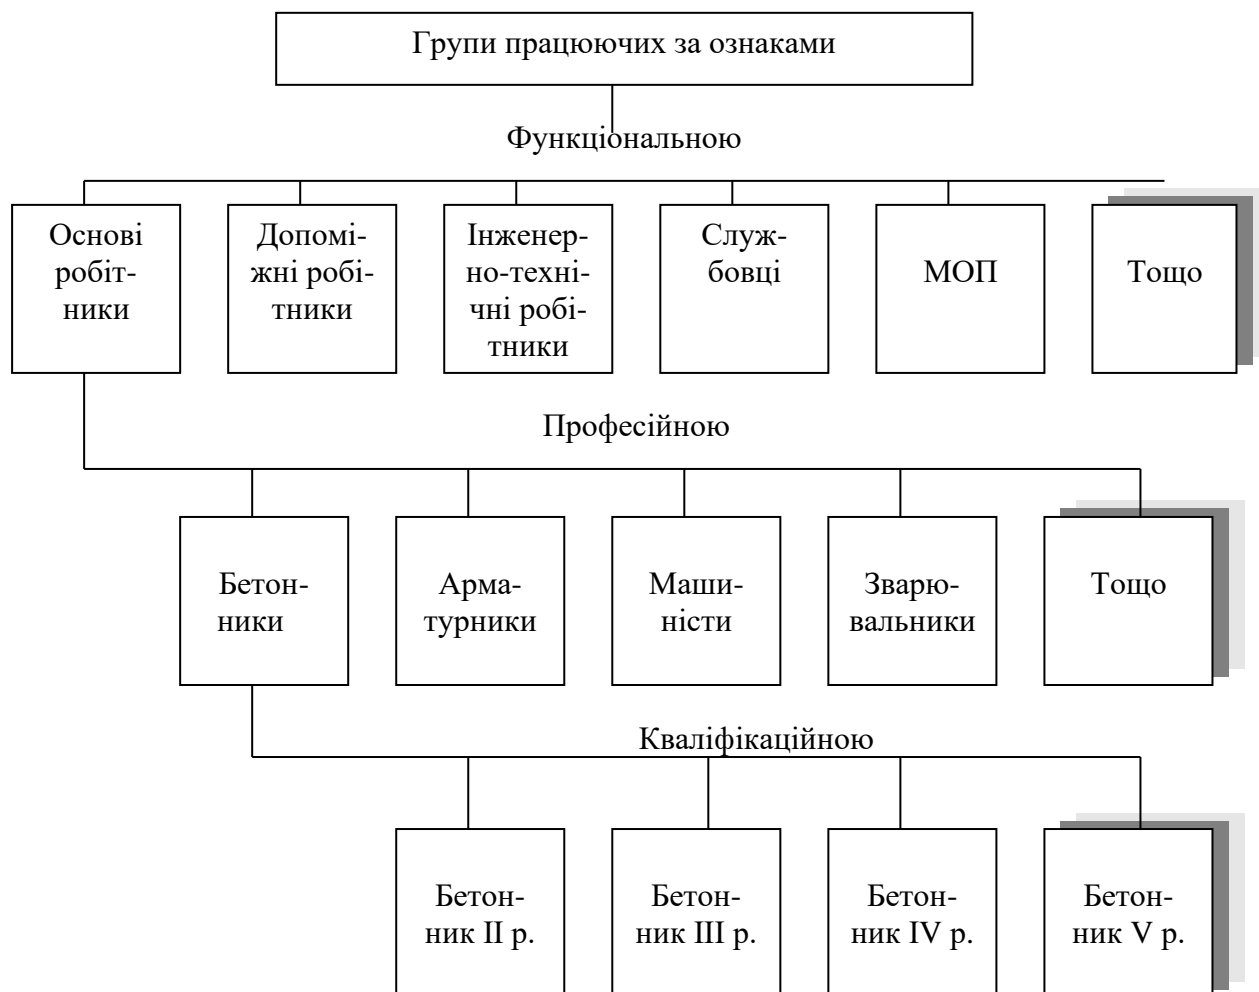 Групи працюючих за ознаками
Функціональною
Основі
робіт-
ники
Допомі-
жні робі-
тники
Інженер-
но-техні-
чні робі-
тники
Служ-
бовці
МОП
Тощо
Професійною
Бетон-
ники
Арма-
турники
Маши-
ністи
Зварю-
вальники
Тощо
Кваліфікаційною
Бетон-
ник II р.
Бетон-
ник III р.
Бетон-
ник IV р.
Бетон-
ник V р.